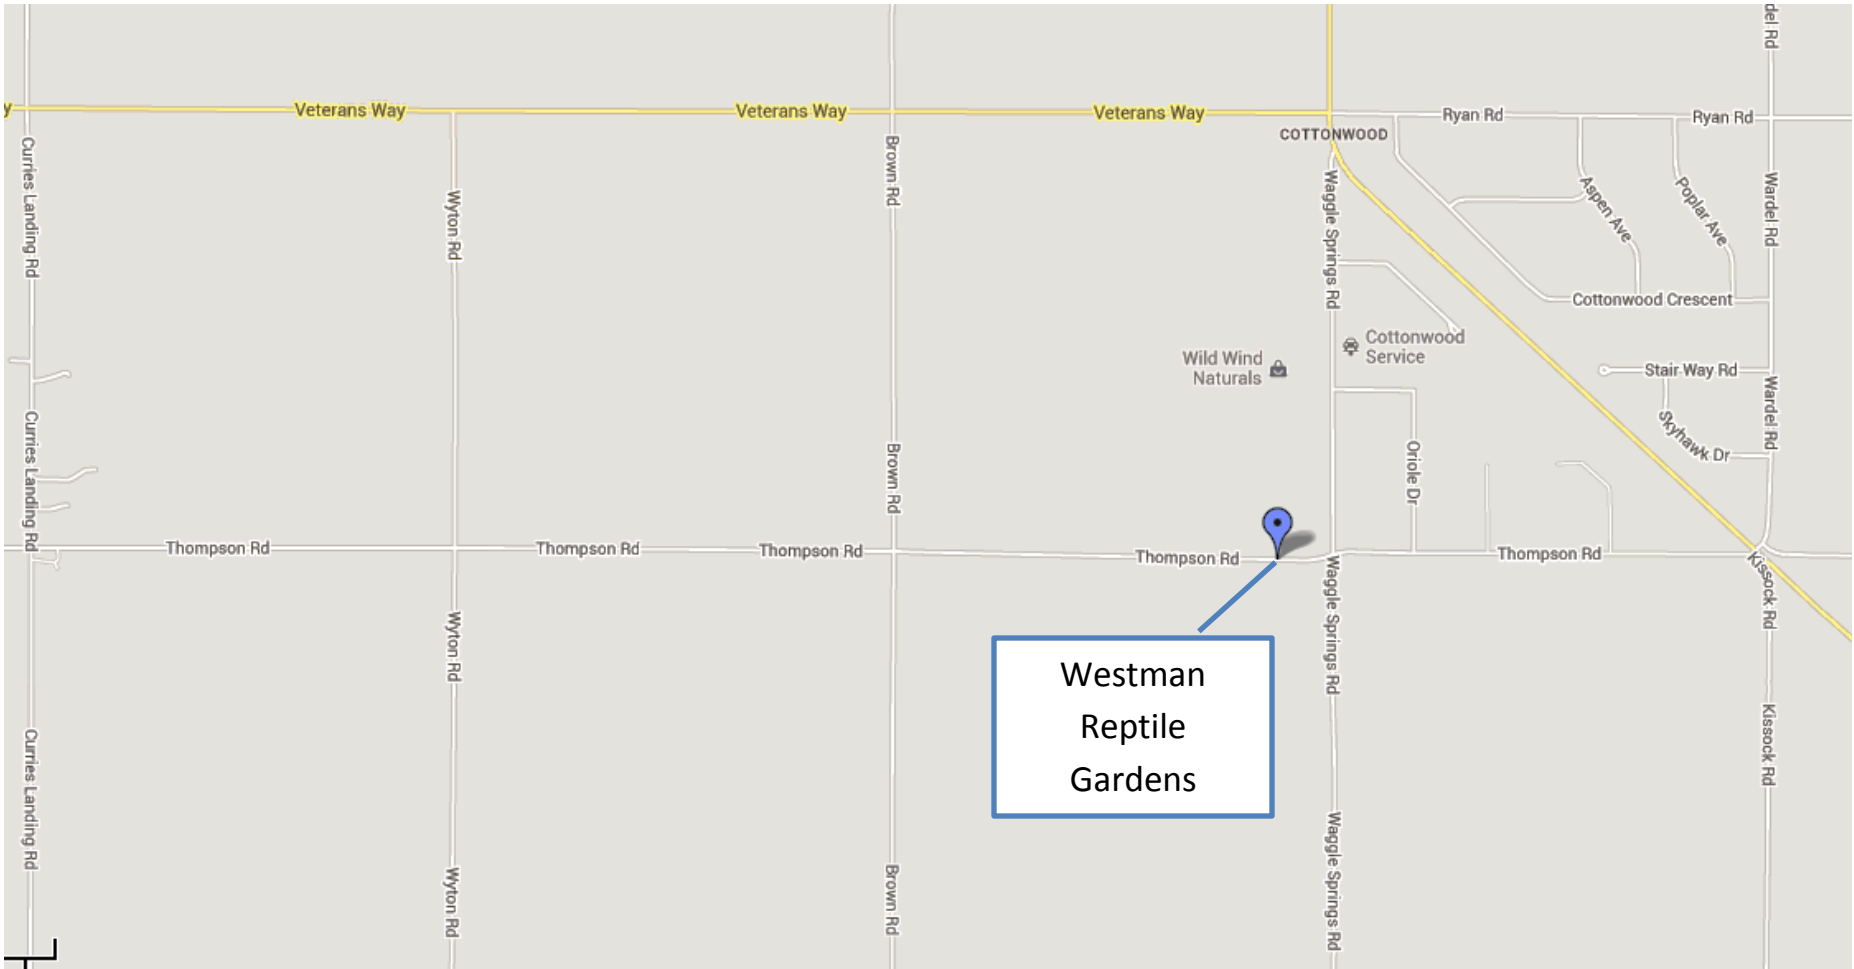 del Rd
y
Veterans Way
Veterans Way
Veterans Way
Ryan Rd
Ryan Rd
COTTONWOOD
Curries Landing Rd
Wyton Rd
Brown Rd
Waggle Springs Rd
Aspen Ave
Poplar Ave
Wardel Rd
Cottonwood Crescent
Wild Wind
Naturals
Cottonwood
Service
Stair Way Rd
Wardel Rd
Skyhawk Dr
Curries Landing Rd
Brown Rd
Oriole Dr
Thompson Rd
Thompson Rd
Thompson Rd
Thompson Rd
Thompson Rd
Kissock Rd
Wyton Rd
Waggle Springs Rd
Westman
Reptile
Gardens
Curries Landing Rd
Kissock Rd
Wyton Rd
Brown Rd
Waggle Springs Rd